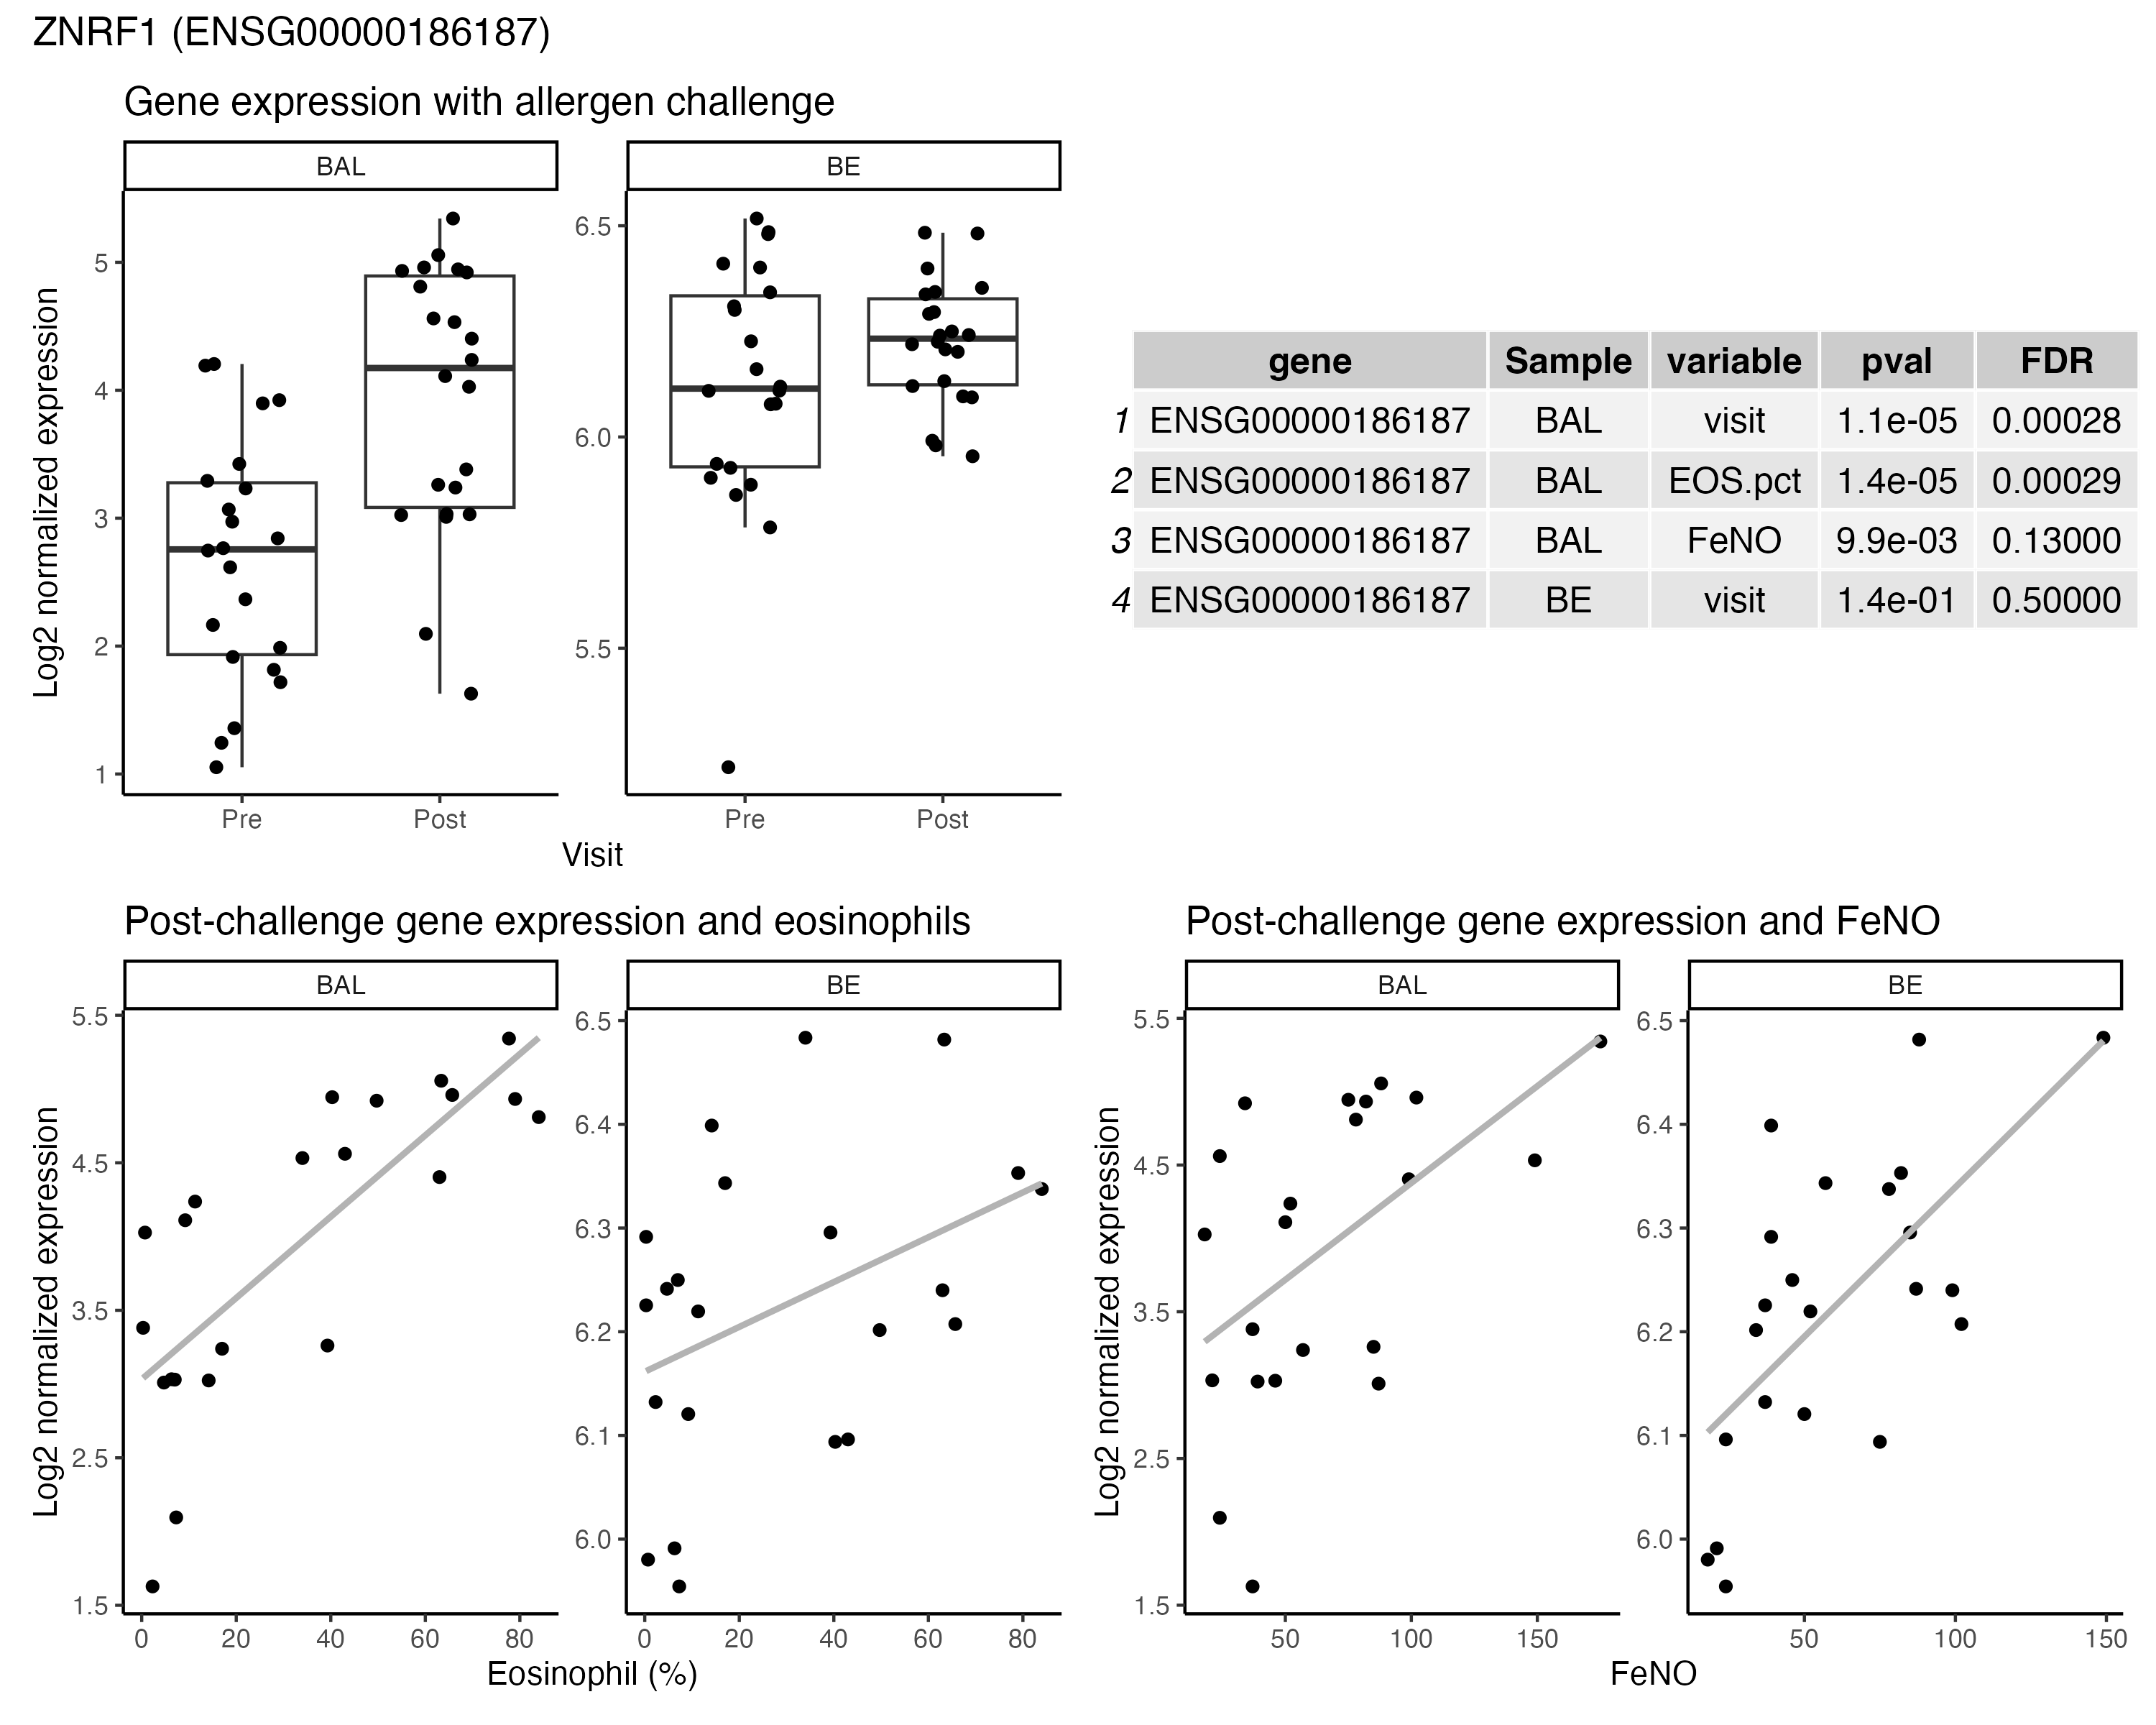 ZNRF1 (ENSG00000186187)
Gene expression with allergen challenge
BAL
BE
Log2 normalized expression
5
4
3
2
1
6.5
6.0
5.5
Pre
Post
Pre
Post
Visit
gene Sample variable pval FDR
1 ENSG00000186187 BAL visit 1.1e-05 0.00028
2 ENSG00000186187 BAL EOS.pct 1.4e-05 0.00029
3 ENSG00000186187 BAL FeNO 9.9e-03 0.13000
4 ENSG00000186187 BE visit 1.4e-01 0.50000
Post-challenge gene expression and eosinophils
BAL
BE
Log2 normalized expression
5.5
4.5
3.5
2.5
1.5
6.5
6.4
6.3
6.2
6.1
6.0
0 20 40 60 80
0 20 40 60 80
Eosinophil (%)
Post-challenge gene expression and FeNO
BAL
BE
Log2 normalized expression
5.5
4.5
3.5
2.5
1.5
6.5
6.4
6.3
6.2
6.1
6.0
50 100 150
50 100 150
FeNO